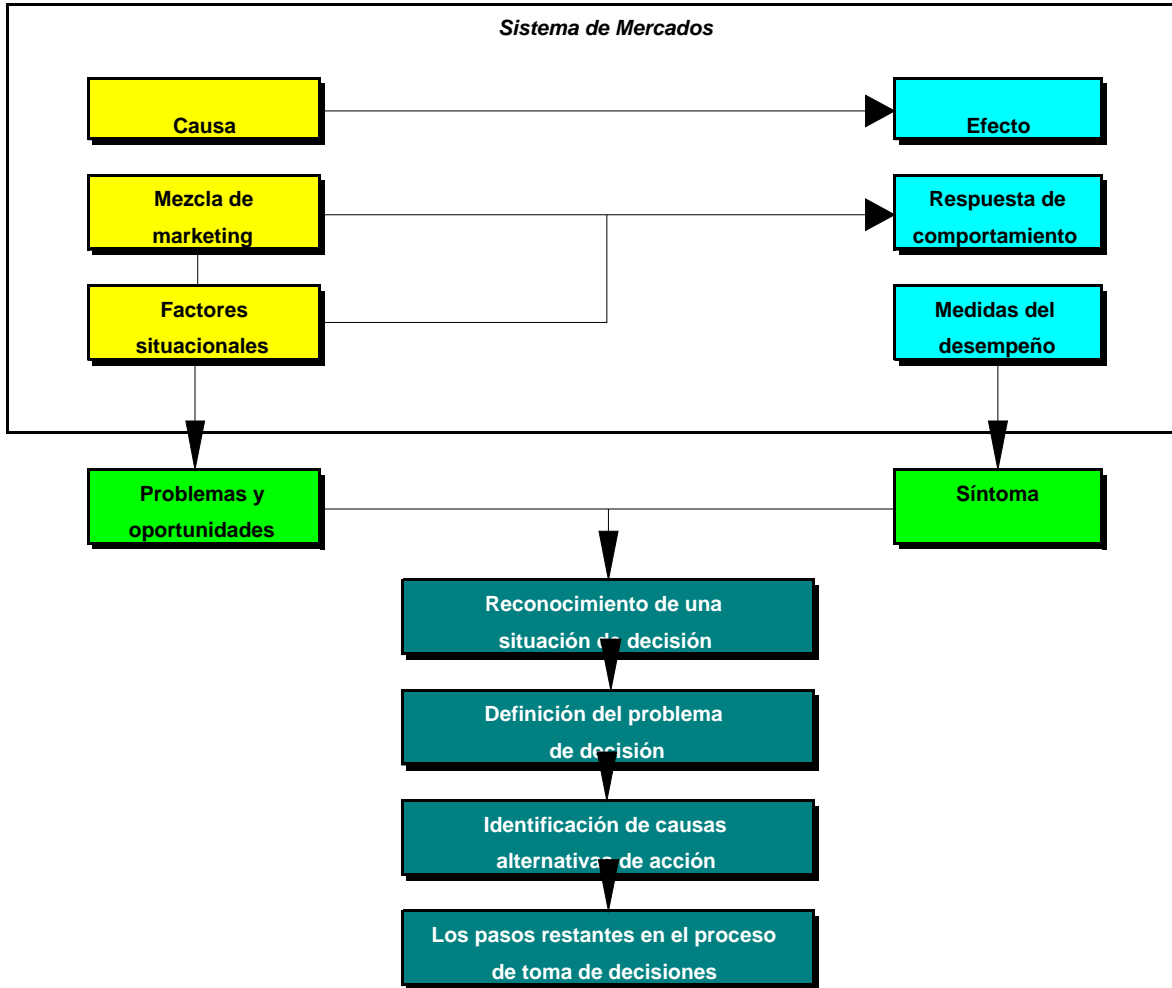 Sistema de Mercados
Causa
Efecto
Mezcla de
marketing
Respuesta de
comportamiento
Factores
situacionales
Medidas del
desempeño
Problemas y
oportunidades
Síntoma
Reconocimiento de una
situación de decisión
Definición del problema
de decisión
Identificación de causas
alternativas de acción
Los pasos restantes en el proceso
de toma de decisiones